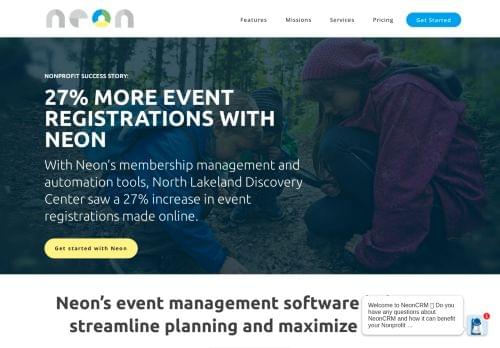 neon
Features
Missions
Services
Pricing
Get Started
NONPROFIT SUCCESS STORY:
27% MORE EVENT
REGISTRATIONS WITH
NEON
With Neon's membership management and
automation tools, North Lakeland Discovery
Center saw a 27% increase in event
registrations made online.
Get started with Neon
Neon's event management software
streamline planning and maximize
Welcome to NeonCRM
Do you
have any questions about
NeonCRM and how it can benefit
your Nonprofit ...
1